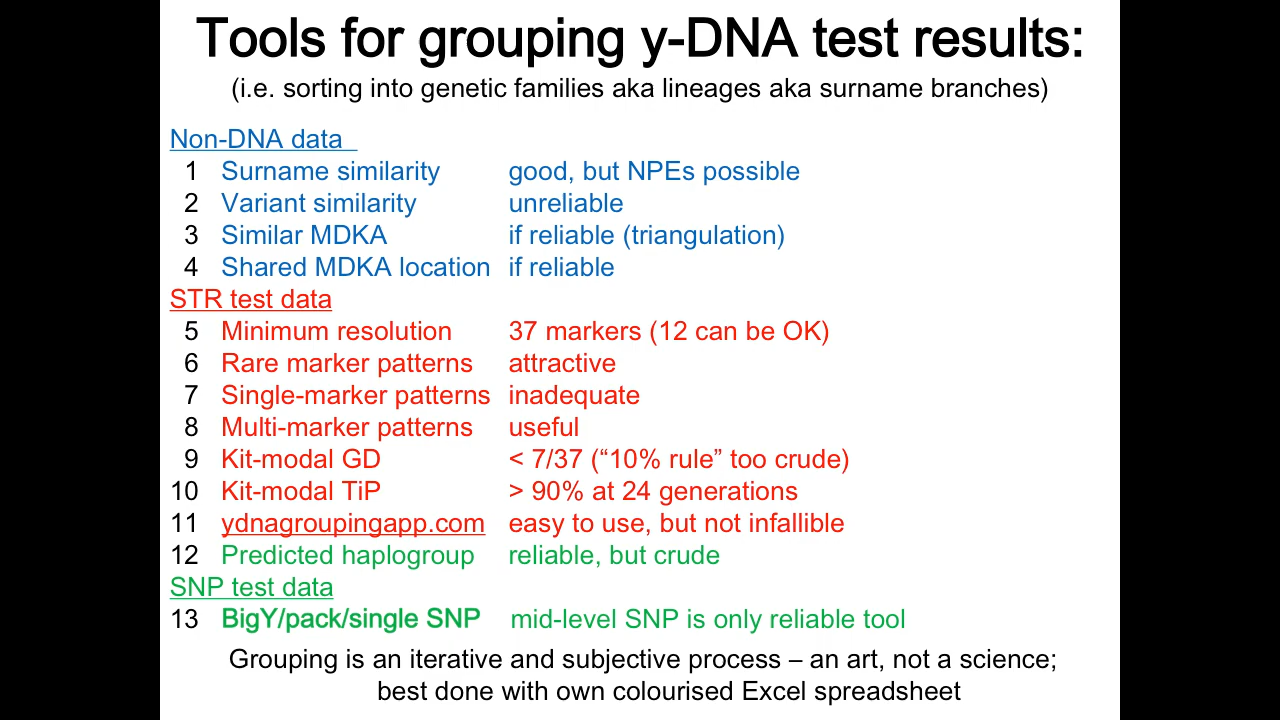 Tools for grouping y-DNA test results:
(i.e. sorting into genetic families aka lineages aka surname branches)
Non-DNA data
1 Surname similarity good, but NPEs possible
2 Variant similarity unreliable
3 Similar MDKA if reliable (triangulation)
4 Shared MDKA location if reliable
STR test data
5 Minimum resolution 37 markers (12 can be OK)
6 Rare marker patterns attractive
7 Single-marker patterns inadequate
8 Multi-marker patterns useful
9 Kit-modal GD < 7/37 (“10% rule” too crude)
10 Kit-modal TiP > 90% at 24 generations
11 ydnagroupingapp.com easy to use, but not infallible
12 Predicted haplogroup reliable, but crude
SNP test data
13 BigY/pack/single SNP mid-level SNP is only reliable tool
Grouping is an iterative and subjective process – an art, not a science;
best done with own colourised Excel spreadsheet